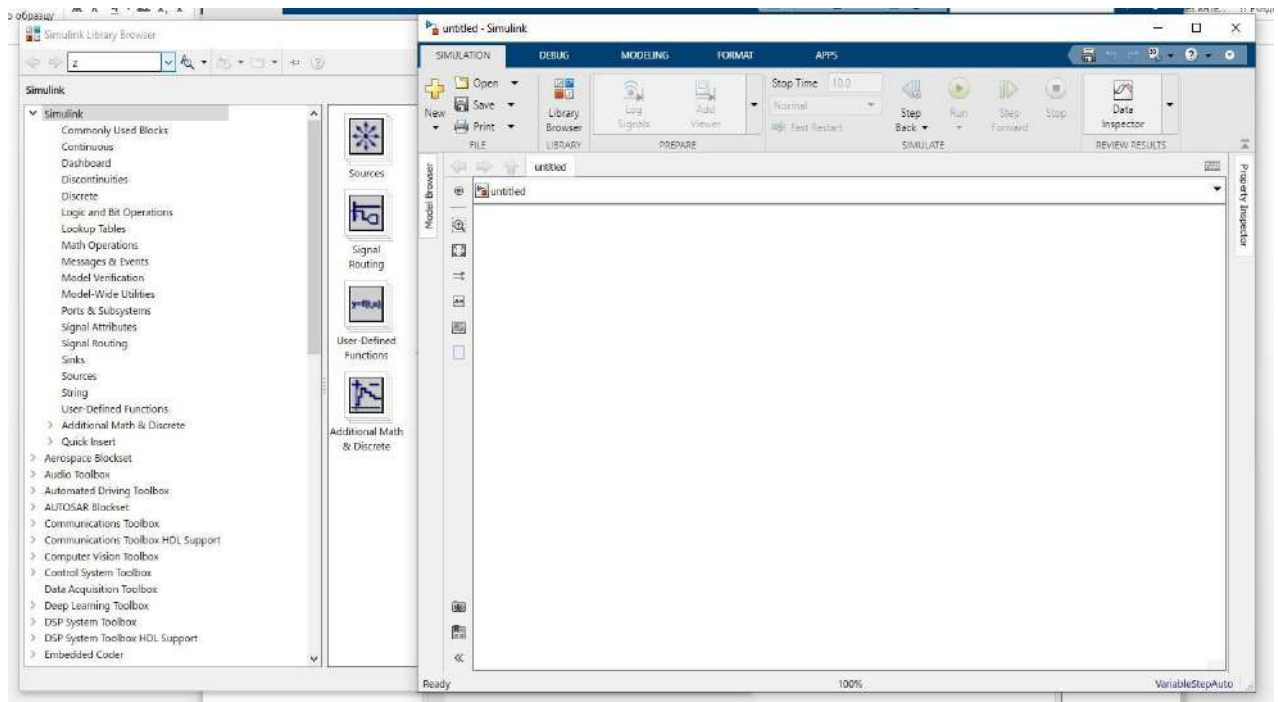 о образцу
Simulink Library Browser
z
Simulink
Simulink
Commonly Used Blocks
Continuous
Dashboard
Discontinuities
Discrete
Logic and Bit Operations
Lookup Tables
Math Operations
Messages & Events
Model Verification
Model-Wide Utilities
Ports & Subsystems
Signal Attributes
Signal Routing
Sinks
Sources
String
User-Defined Functions
Additional Math & Discrete
Quick Insert
Aerospace Blockset
Audio Toolbox
Automated Driving Toolbox
AUTOSAR Blockset
Communications Toolbox
Communications Toolbox HDL Support
Computer Vision Toolbox
Control System Toolbox
Data Acquisition Toolbox
Deep Learning Toolbox
DSP System Toolbox
DSP System Toolbox HDL Support
Embedded Coder
Sources
Signal
Routing
User-Defined
Functions
Additional Math
& Discrete
untitled - Simulink
SIMULATION DEBUG MODELING FORMAT APPS
New
Open
Save
Print
FILE
Library
Browser
LIBRARY
Log
Signals
Add
Viewer
PREPARE
Stop Time 10.0
Normal
Fast Restart
Step
Back
Run
Step
Forward
Stop
SIMULATE
Data
Inspector
REVIEW RESULTS
Model Browser
untitled
untitled
Property Inspector
Ready 100% VariableStepAuto